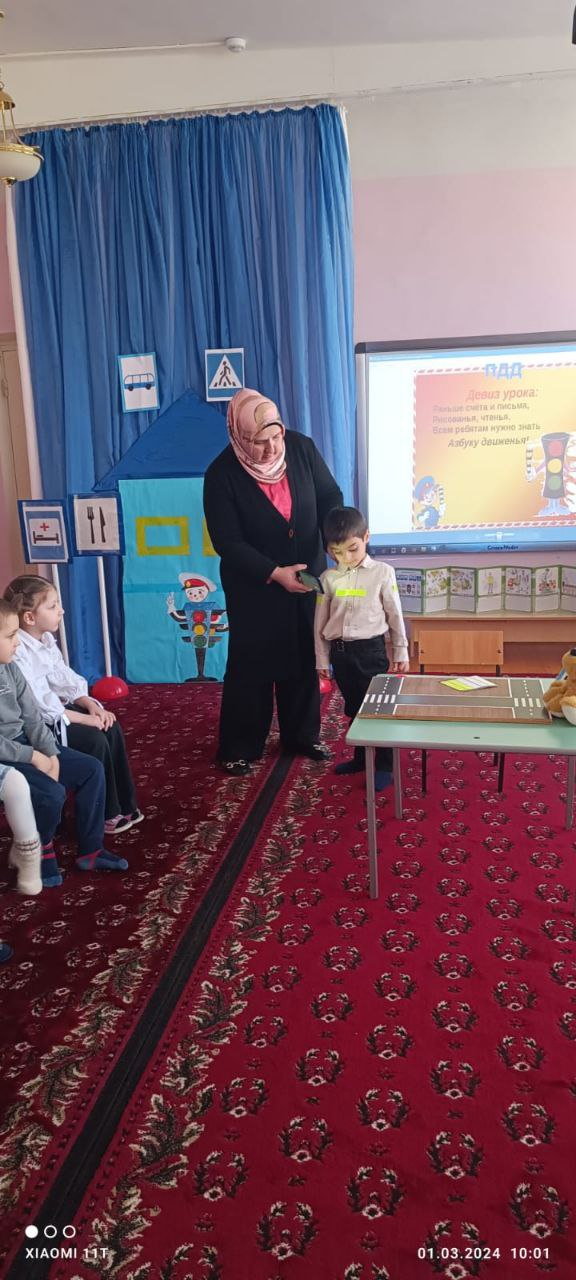 ПДД
Девиз урока:
Раньше счёта и письма,
Рисованья, чтенья.
Всем ребятам нужно знать
Азбуку движенья!
XIAOMI 11T
01.03.2024 10:01